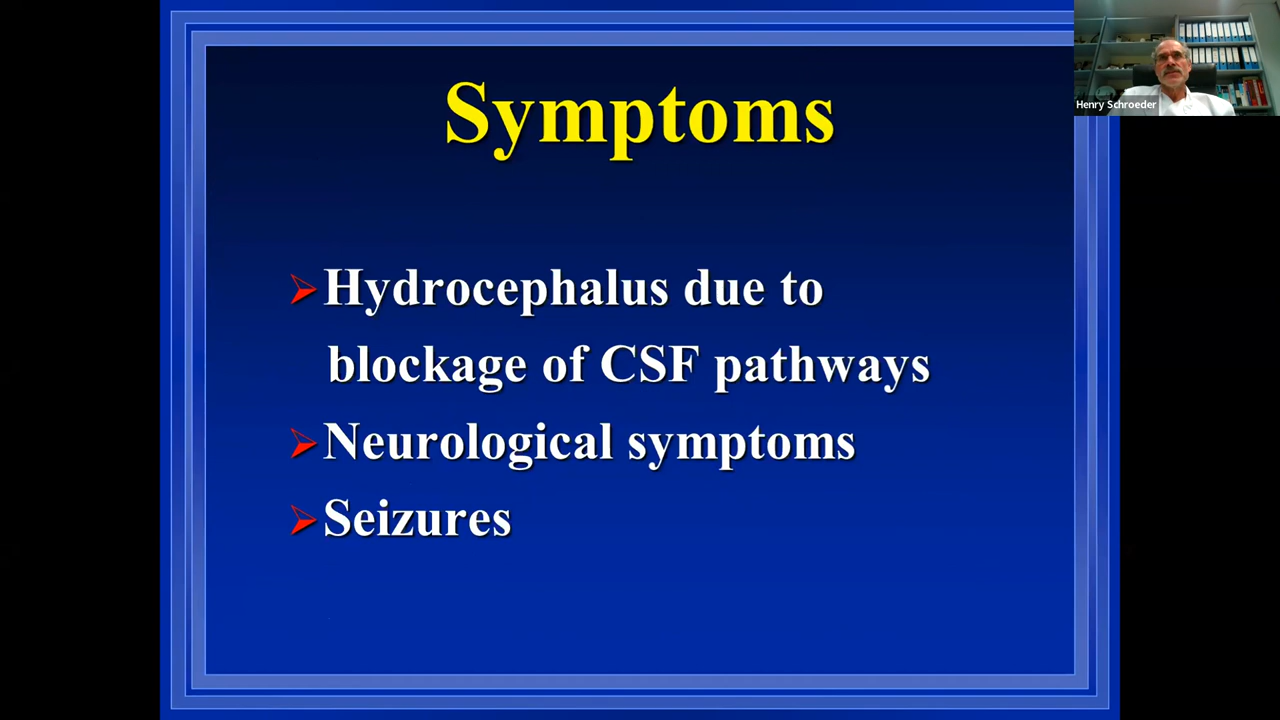 Symptoms
Hydrocephalus due to
blockage of CSF pathways
Neurological symptoms
Seizures
Henry Schroeder